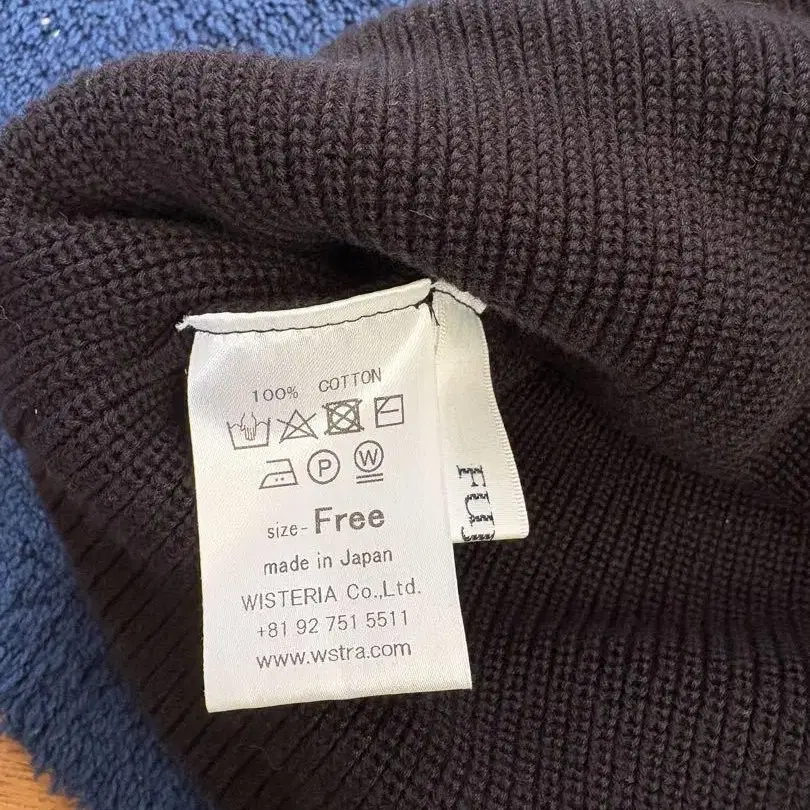 100% COTTON
P W
size - Free
made in Japan
WISTERIA Co.,Ltd.
+81 92 751 5511
www.wstra.com